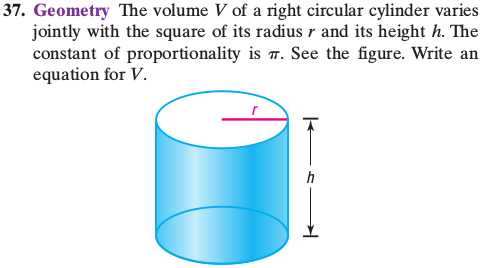 37. Geometry The volume V of a right circular cylinder varies
jointly with the square of its radius r and its height h. The
constant of proportionality is π. See the figure. Write an
equation for V.
r
h